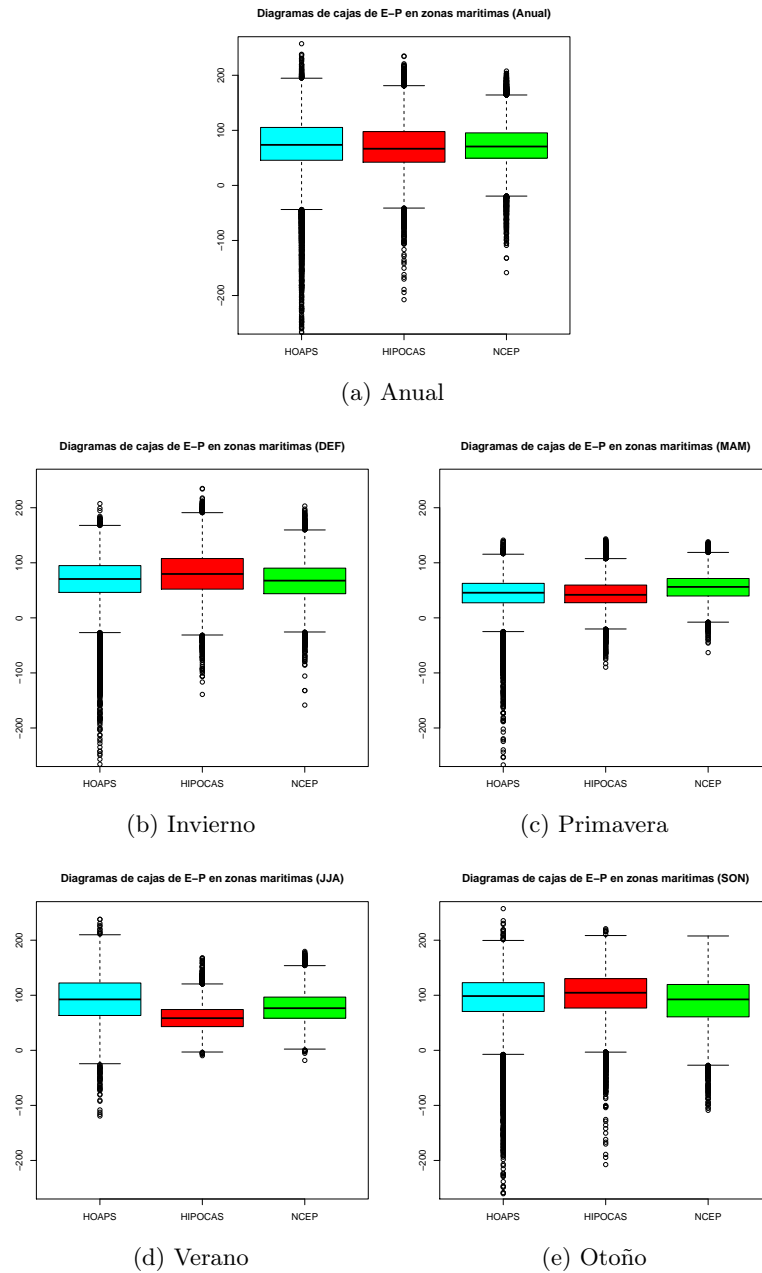 Diagramas de cajas de E−P en zonas maritimas (Anual)
200
100
0
−100
−200
HOAPS HIPOCAS NCEP
(a) Anual
Diagramas de cajas de E−P en zonas maritimas (DEF)
200
100
0
−100
−200
HOAPS HIPOCAS NCEP
(b) Invierno
Diagramas de cajas de E−P en zonas maritimas (MAM)
200
100
0
−100
−200
HOAPS HIPOCAS NCEP
(c) Primavera
Diagramas de cajas de E−P en zonas maritimas (JJA)
200
100
0
−100
−200
HOAPS HIPOCAS NCEP
(d) Verano
Diagramas de cajas de E−P en zonas maritimas (SON)
200
100
0
−100
−200
HOAPS HIPOCAS NCEP
(e) Otoño